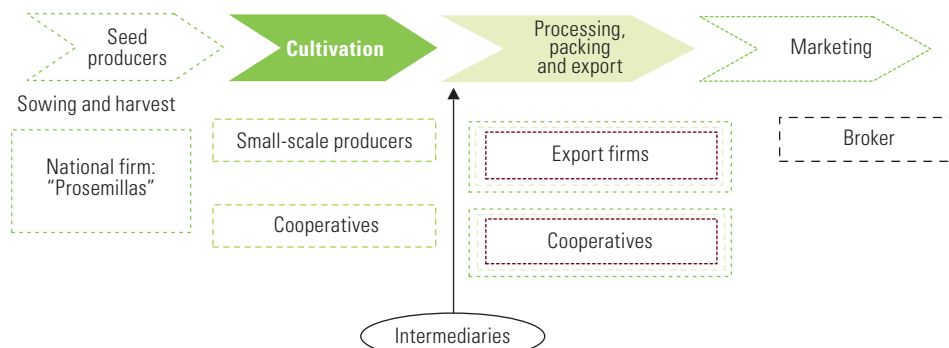 Seed
producers
Cultivation
Processing,
packing
and export
Marketing
Sowing and harvest
National firm:
“Prosemillas”
Small-scale producers
Cooperatives
Export firms
Cooperatives
Broker
Intermediaries